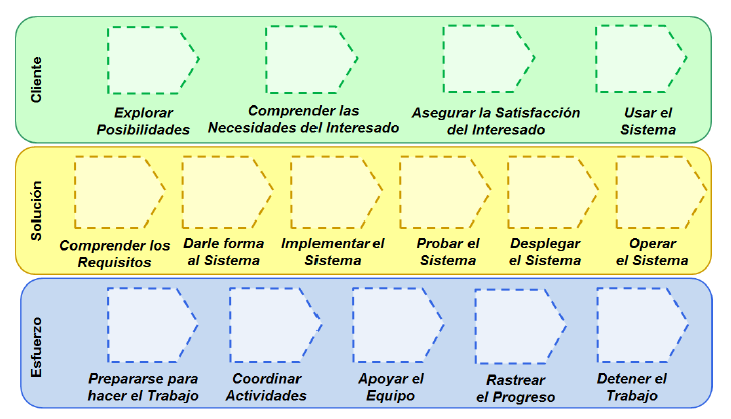 Cliente
Explorar
Posibilidades
Comprender las
Necesidades del Interesado
Asegurar la Satisfacción
del Interesado
Usar el
Sistema
Solución
Comprender los
Requisitos
Darle forma
al Sistema
Implementar el
Sistema
Probar el
Sistema
Desplegar
el Sistema
Operar
el Sistema
Esfuerzo
Prepararse para
hacer el Trabajo
Coordinar
Actividades
Apoyar el
Equipo
Rastrear
el Progreso
Detener el
Trabajo